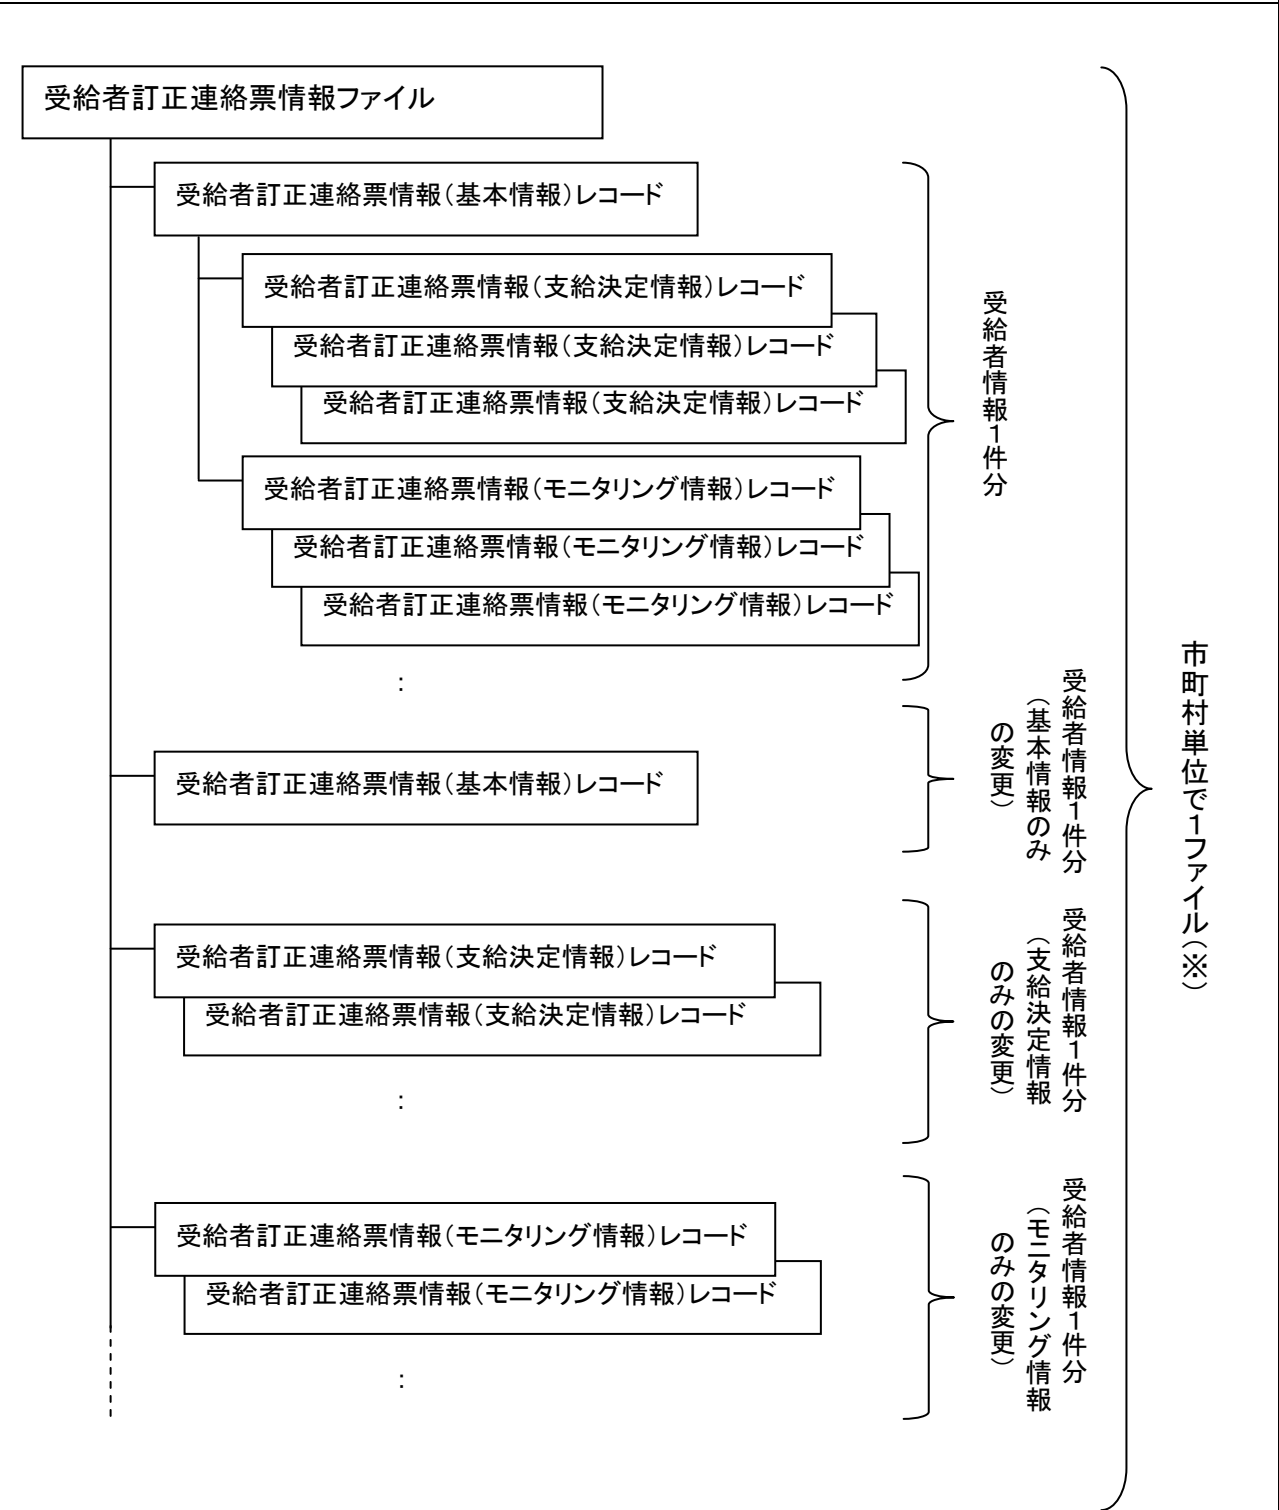 受給者訂正連絡票情報ファイル
受給者訂正連絡票情報（基本情報）レコード
受給者訂正連絡票情報（支給決定情報）レコード
受給者訂正連絡票情報（支給決定情報）レコード
受給者訂正連絡票情報（支給決定情報）レコード
受給者訂正連絡票情報（モニタリング情報）レコード
受給者訂正連絡票情報（モニタリング情報）レコード
受給者訂正連絡票情報（モニタリング情報）レコード
：
受給者情報１件分
受給者訂正連絡票情報（基本情報）レコード
受給者情報１件分
（基本情報のみ
の変更）
受給者訂正連絡票情報（支給決定情報）レコード
受給者訂正連絡票情報（支給決定情報）レコード
：
受給者情報１件分
（支給決定情報
のみの変更）
受給者訂正連絡票情報（モニタリング情報）レコード
受給者訂正連絡票情報（モニタリング情報）レコード
：
受給者情報１件分
（モニタリング情報
のみの変更）
市町村単位で１ファイル（※）